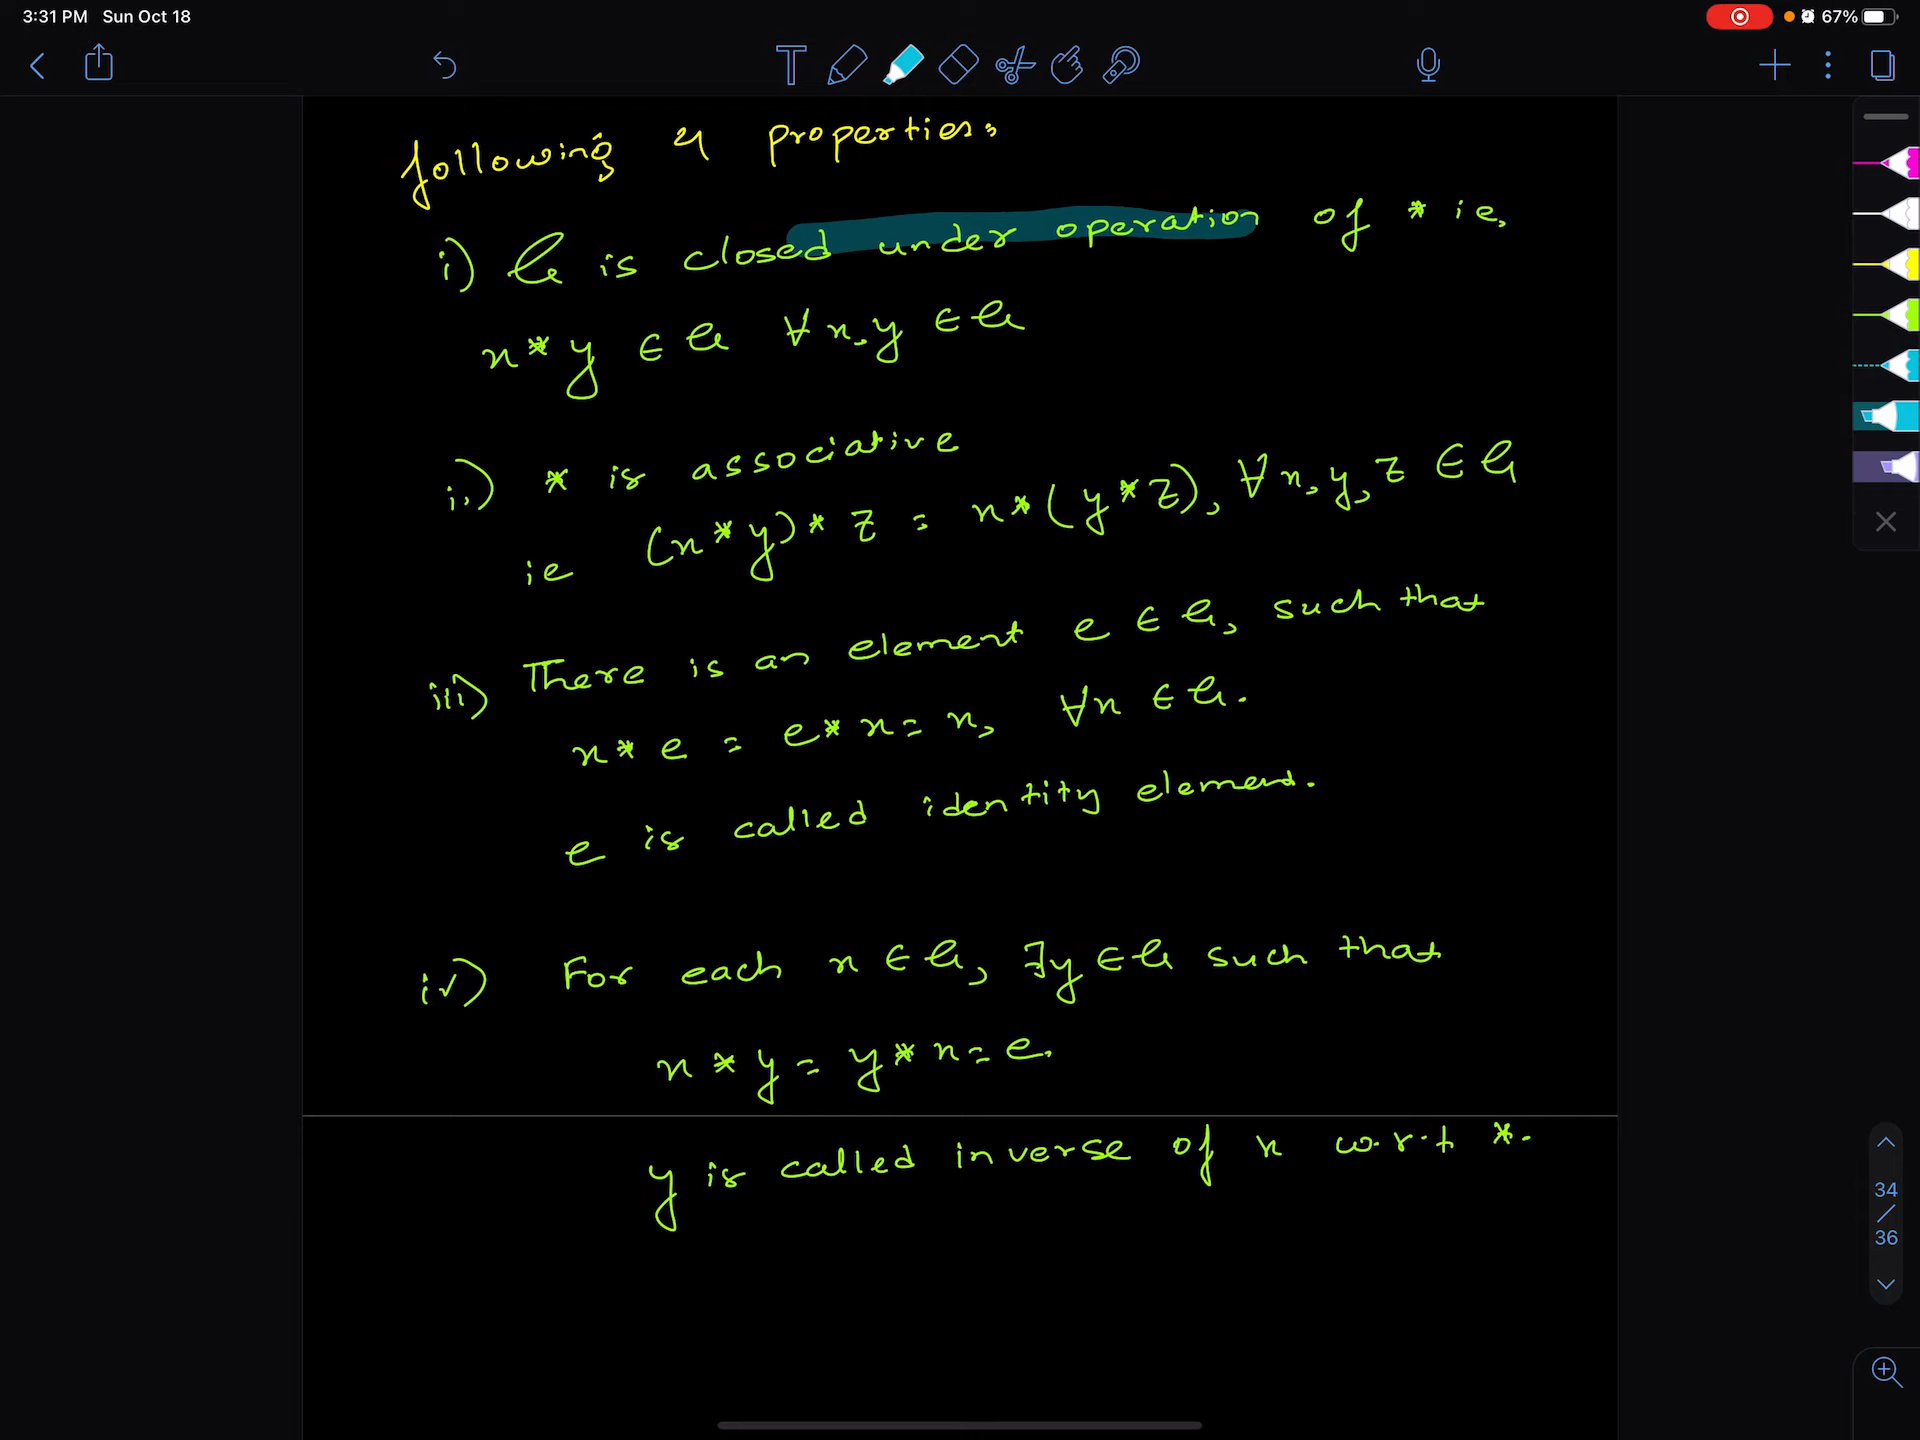 3:31 PM Sun Oct 18
67%
following 4 properties.
i) G is closed under operation of * ie,
x * y ∈ G ∀ x, y ∈ G
ii) * is associative
ie (x * y) * z = x * (y * z), ∀ x, y, z ∈ G
iii) There is an element e ∈ G, such that
x * e = e * x = x, ∀ x ∈ G.
e is called identity element.
iv) For each x ∈ G, ∃ y ∈ G such that
x * y = y * x = e.
y is called inverse of x w.r.t *.
34
/
36